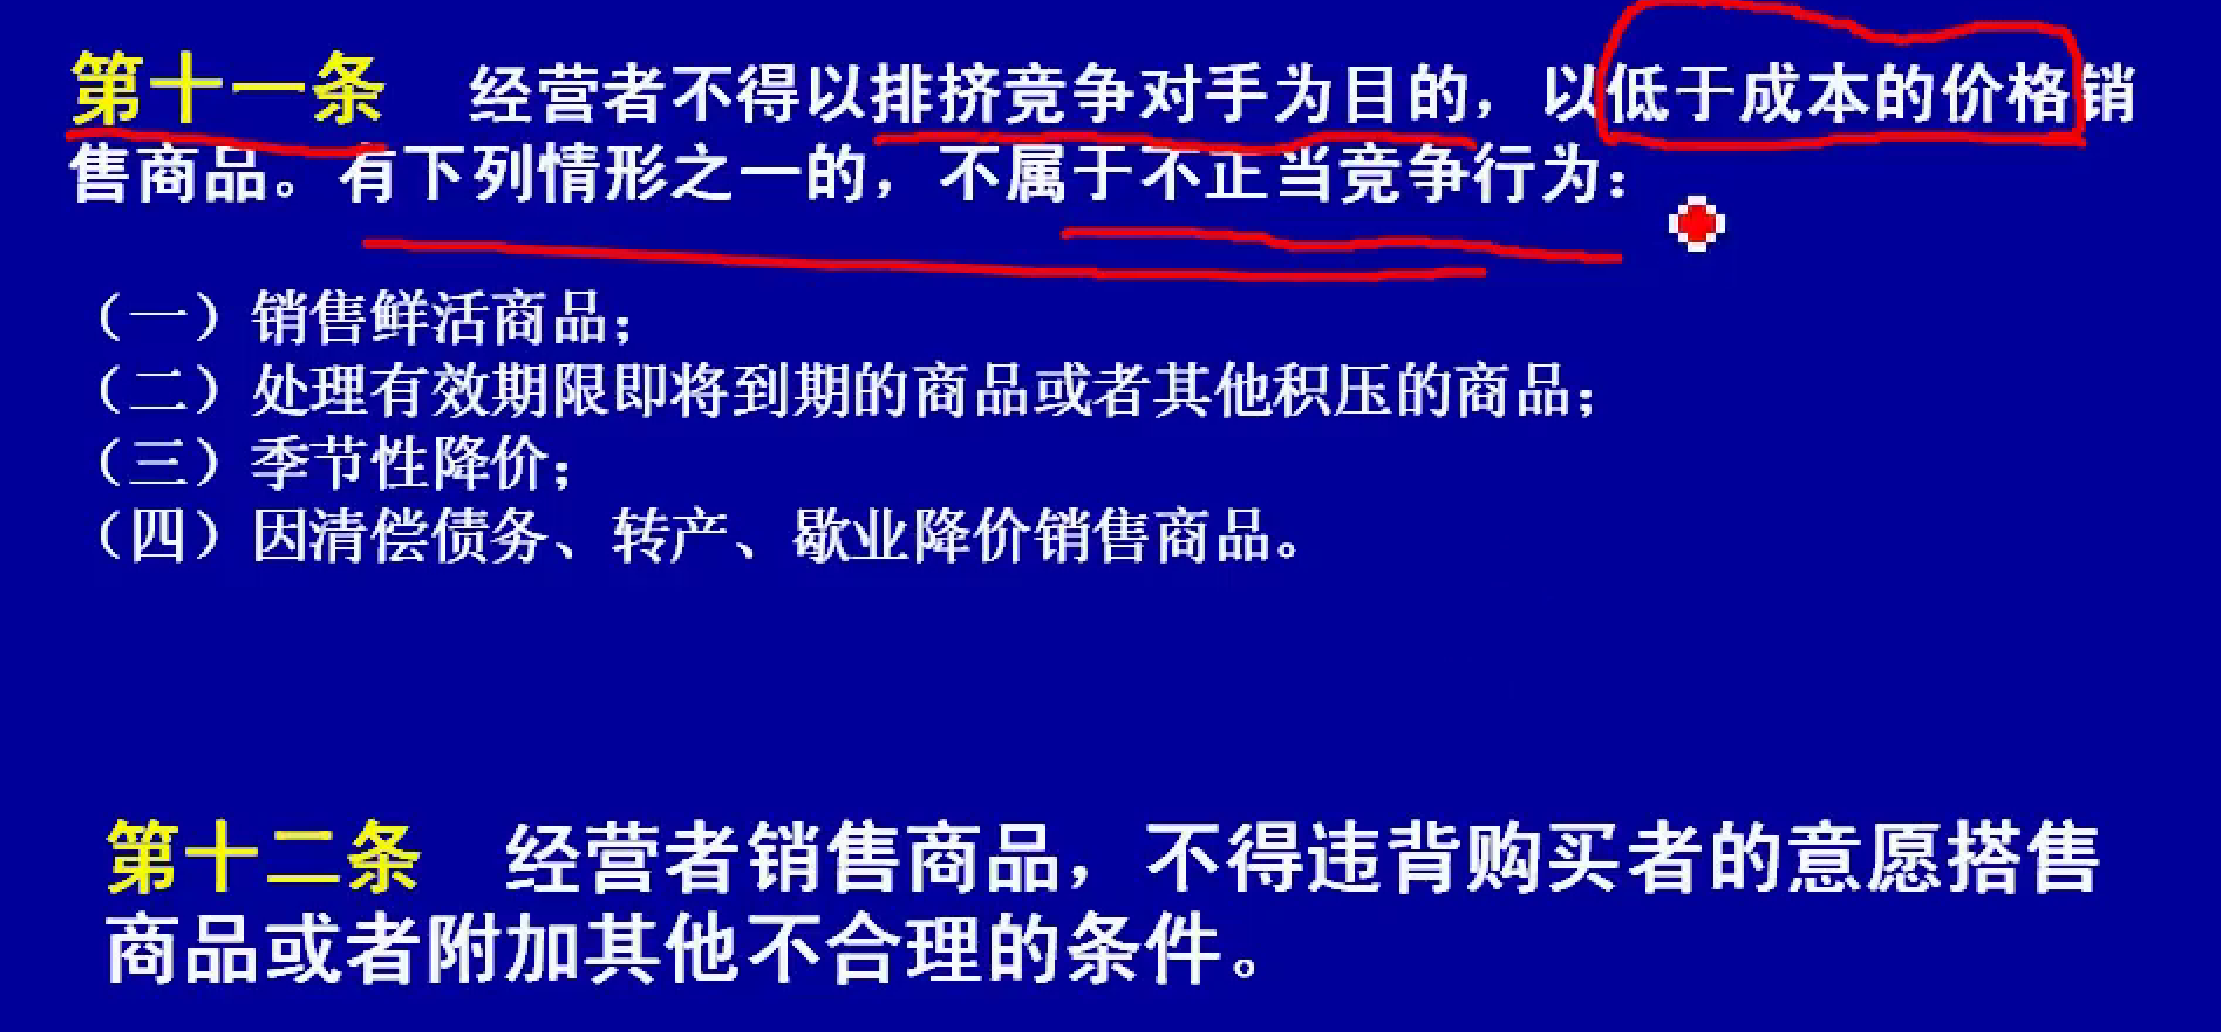 第十一条 经营者不得以排挤竞争对手为目的，以低于成本的价格销
售商品。有下列情形之一的，不属于不正当竞争行为：
（一）销售鲜活商品；
（二）处理有效期限即将到期的商品或者其他积压的商品；
（三）季节性降价；
（四）因清偿债务、转产、歇业降价销售商品。
第十二条 经营者销售商品，不得违背购买者的意愿搭售
商品或者附加其他不合理的条件。